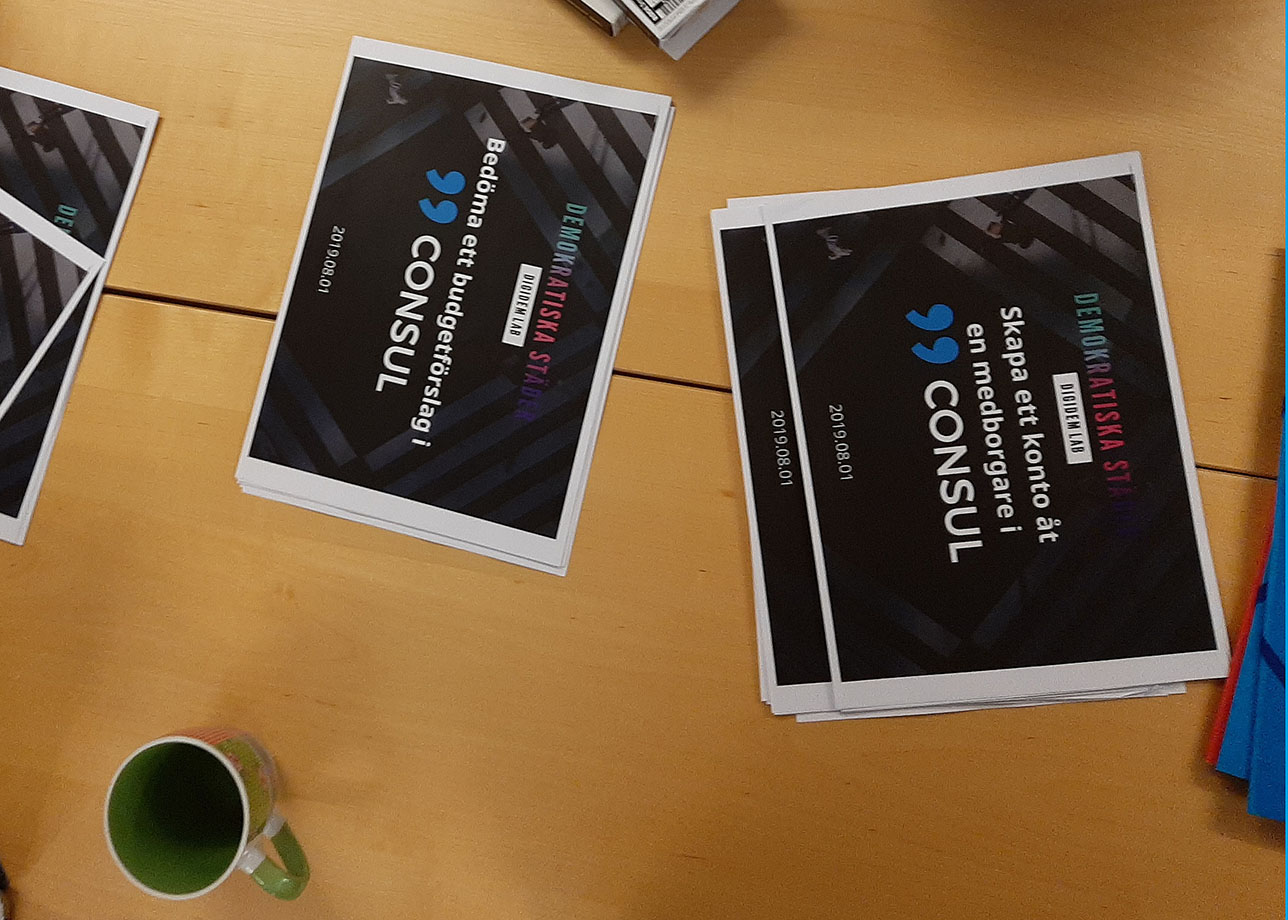 DE
DEMOKRATISKA STÄDER
DIGIDEM LAB
Bedöma ett budgetförslag i
CONSUL
2019.08.01
DEMOKRATISKA STÄDER
DIGIDEM LAB
Skapa ett konto åt
en medborgare i
CONSUL
2019.08.01
2019.08.01